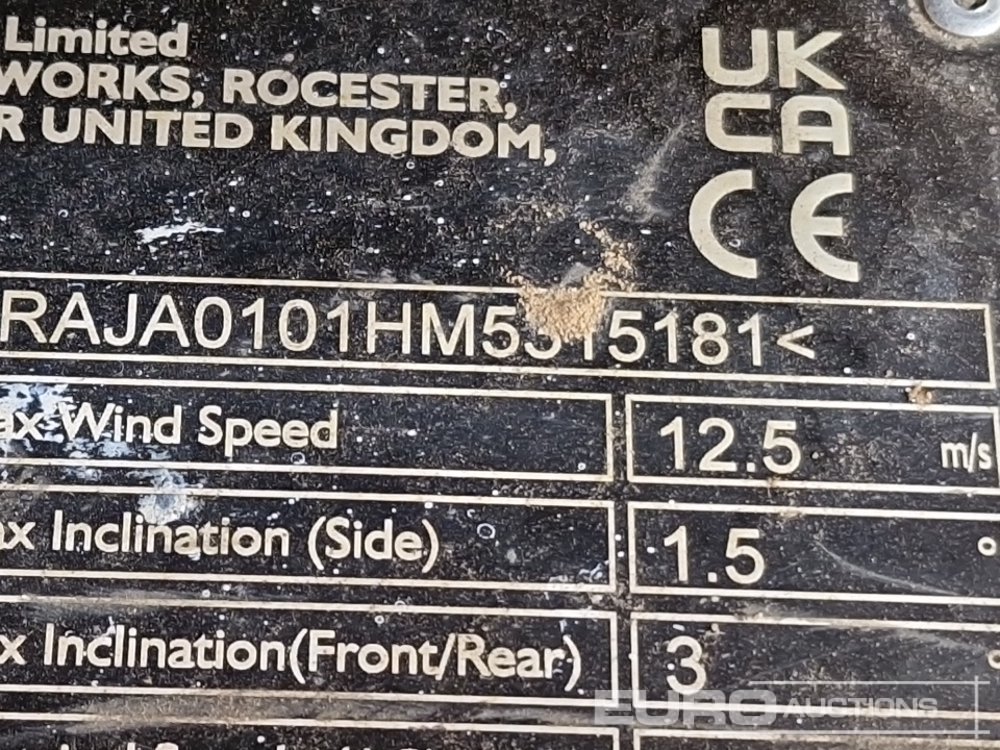 Limited
WORKS, ROCESTER,
R UNITED KINGDOM,
UK
CA
CE
RAJA0101HM5515181<
ax Wind Speed 12.5 m/s
ax Inclination (Side) 1.5 °
x Inclination(Front/Rear) 3 °
EURO AUCTIONS